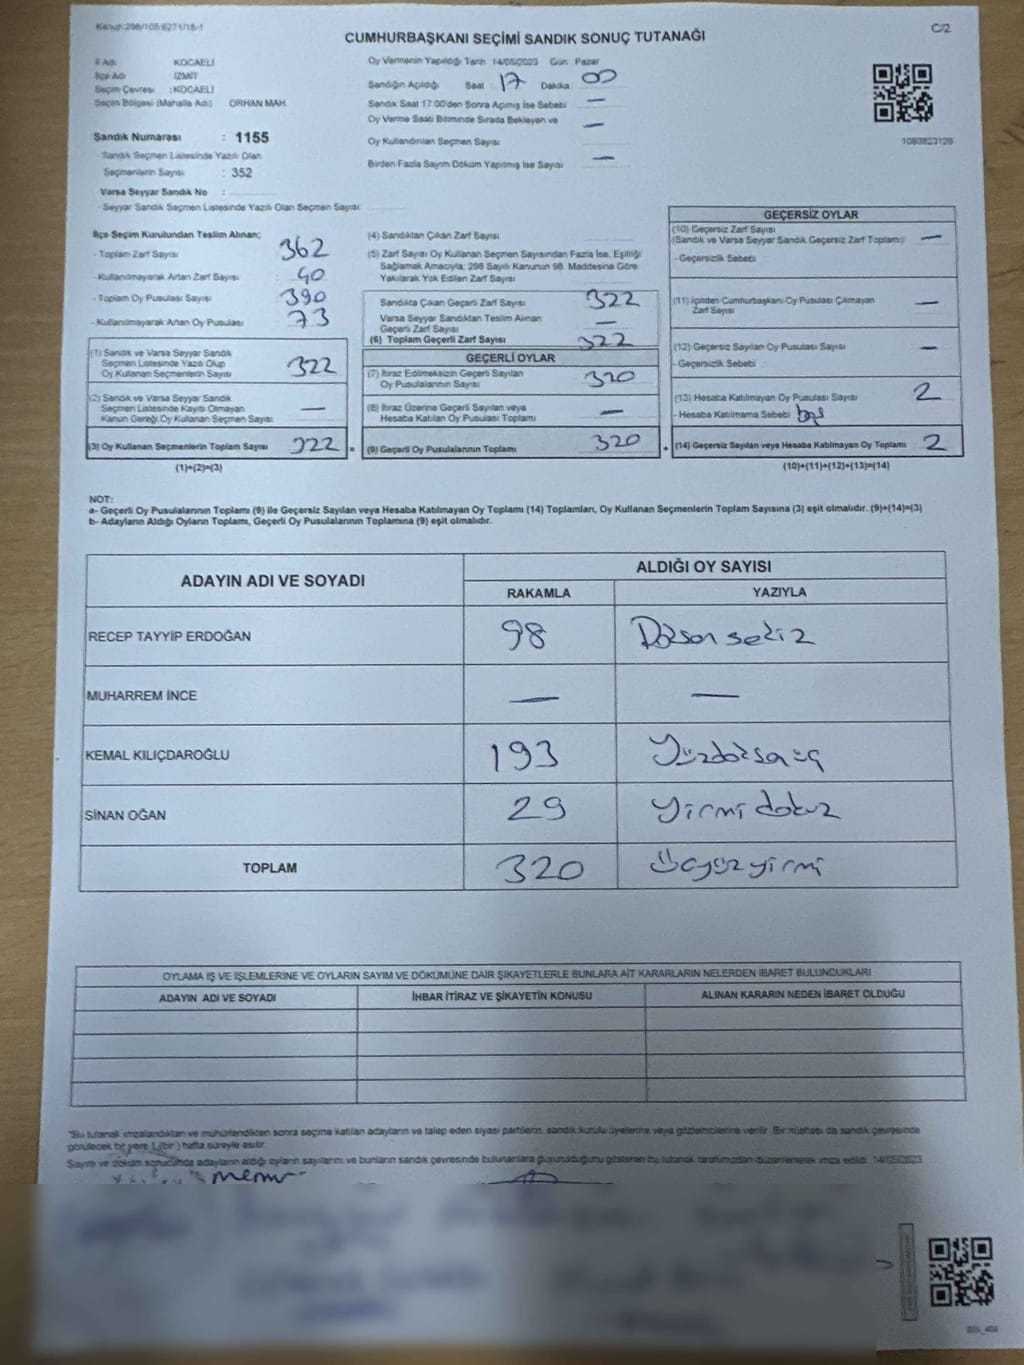 CUMHURBAŞKANI SEÇİMİ SANDIK SONUÇ TUTANAĞI
C/2
İl Adı KOCAELİ
İlçe Adı İZMİT
Seçim Çevresi :KOCAELİ
Seçim Bölgesi (Mahalle Adı) ORHAN MAH.
Sandık Numarası : 1155
- Sandık Seçmen Listesinde Yazılı Olan
Seçmenlerin Sayısı : 352
Varsa Seyyar Sandık No :
- Seyyar Sandık Seçmen Listesinde Yazılı Olan Seçmen Sayısı:
Oy Vermenin Yapıldığı Tarih 14/05/2023 Gün Pazar
Sandığın Açıldığı Saat 17 Dakika 00
Sandık Saat 17:00'den Sonra Açımış İse Sebebi —
Oy Verme Saati Bitiminde Sırada Bekleyen ve
Oy Kullandırılan Seçmen Sayısı —
Birden Fazla Sayım Döküm Yapılmış İse Sayısı —
1093823129
İlçe Seçim Kurulundan Teslim Alınan;
- Toplam Zarf Sayısı : 362
- Kullanılmayarak Artan Zarf Sayısı : 40
- Toplam Oy Pusulası Sayısı : 390
- Kullanılmayarak Artan Oy Pusulası : 73
(1) Sandık ve Varsa Seyyar Sandık
Seçmen Listesinde Yazılı Olup
Oy Kullanan Seçmenlerin Sayısı 322
(2) Sandık ve Varsa Seyyar Sandık
Seçmen Listesinde Kaydı Olmayan
Kanun Gereği Oy Kullanan Seçmen Sayısı —
(3) Oy Kullanan Seçmenlerin Toplam Sayısı 322 =
(1)+(2)=(3)
(4) Sandıktan Çıkan Zarf Sayısı
(5) Zarf Sayısı Oy Kullanan Seçmen Sayısından Fazla İse, Eşitliği
Sağlamak Amacıyla, 298 Sayılı Kanunun 98. Maddesine Göre
Yakılarak Yok Edilen Zarf Sayısı
Sandıkta Çıkan Geçerli Zarf Sayısı 322
Varsa Seyyar Sandıktan Teslim Alınan
Geçerli Zarf Sayısı —
(6) Toplam Geçerli Zarf Sayısı 322
GEÇERLİ OYLAR
(7) İtiraz Edilmeksizin Geçerli Sayılan
Oy Pusulalarının Sayısı 320
(8) İtiraz Üzerine Geçerli Sayılan veya
Hesaba Katılan Oy Pusulası Toplamı —
(9) Geçerli Oy Pusulalarının Toplamı 320 +
GEÇERSİZ OYLAR
(10) Geçersiz Zarf Sayısı
(Sandık ve Varsa Seyyar Sandık Geçersiz Zarf Toplamı) —
- Geçersizlik Sebebi
(11) İçinden Cumhurbaşkanı Oy Pusulası Çıkmayan
Zarf Sayısı —
(12) Geçersiz Sayılan Oy Pusulası Sayısı —
- Geçersizlik Sebebi
(13) Hesaba Katılmayan Oy Pusulası Sayısı 2
- Hesaba Katılmama Sebebi boş
(14) Geçersiz Sayılan veya Hesaba Katılmayan Oy Toplamı 2
(10)+(11)+(12)+(13)=(14)
NOT:
a- Geçerli Oy Pusulalarının Toplamı (9) ile Geçersiz Sayılan veya Hesaba Katılmayan Oy Toplamı (14) Toplamları, Oy Kullanan Seçmenlerin Toplam Sayısına (3) eşit olmalıdır. (9)+(14)=(3)
b- Adayların Aldığı Oyların Toplamı, Geçerli Oy Pusulalarının Toplamına (9) eşit olmalıdır.
ADAYIN ADI VE SOYADI ALDIĞI OY SAYISI
RAKAMLA YAZIYLA
RECEP TAYYİP ERDOĞAN 98 Doksan sekiz
MUHARREM İNCE — —
KEMAL KILIÇDAROĞLU 193 Yüzdoksanüç
SİNAN OĞAN 29 Yirmi dokuz
TOPLAM 320 üçyüzyirmi
OYLAMA İŞ VE İŞLEMLERİNE VE OYLARIN SAYIM VE DÖKÜMÜNE DAİR ŞİKAYETLERLE BUNLARA AİT KARARLARIN NELERDEN İBARET BULUNDUKLARI
ADAYIN ADI VE SOYADI İHBAR İTİRAZ VE ŞİKAYETİN KONUSU ALINAN KARARIN NEDEN İBARET OLDUĞU
"Bu tutanak imzalandıktan ve mühürlendikten sonra seçime katılan adayların ve talep eden siyasi partilerin, sandık kurulu üyelerine veya gözlemcilerine verilir. Bir nüshası da sandık çevresinde
görülecek bir yere 1 (bir) hafta süreyle asılır.
Sayım ve döküm sonucunda adayların aldığı oyların sayılarını ve bunların sandık çevresinde bulunanlara duyurulduğunu gösteren bu tutanak tarafımızdan düzenlenerek imza edildi. 14/05/2023
memur